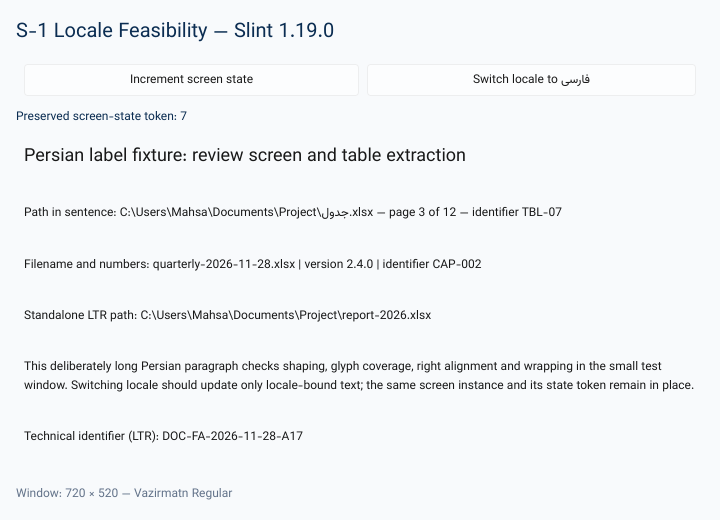 S-1 Locale Feasibility — Slint 1.19.0
Increment screen state
Switch locale to فارسی
Preserved screen-state token: 7
Persian label fixture: review screen and table extraction
Path in sentence: C:\Users\Mahsa\Documents\Project\جدول.xlsx — page 3 of 12 — identifier TBL-07
Filename and numbers: quarterly-2026-11-28.xlsx | version 2.4.0 | identifier CAP-002
Standalone LTR path: C:\Users\Mahsa\Documents\Project\report-2026.xlsx
This deliberately long Persian paragraph checks shaping, glyph coverage, right alignment and wrapping in the small test
window. Switching locale should update only locale-bound text; the same screen instance and its state token remain in place.
Technical identifier (LTR): DOC-FA-2026-11-28-A17
Window: 720 × 520 — Vazirmatn Regular